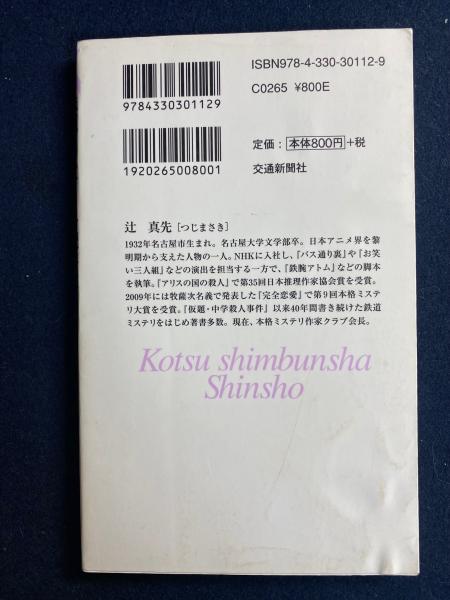 ISBN978-4-330-30112-9
C0265 ¥800E
9784330301129
定価：本体800円+税
交通新聞社
1920265008001
辻 真先[つじまさき]
1932年名古屋市生まれ。名古屋大学文学部卒。日本アニメ界を黎
明期から支えた人物の一人。NHKに入社し、『バス通り裏』や『お笑
い三人組』などの演出を担当する一方で、『鉄腕アトム』などの脚本
を執筆。『アリスの国の殺人』で第35回日本推理作家協会賞を受賞。
2009年には牧薩次名義で発表した『完全恋愛』で第9回本格ミステ
リ大賞を受賞。『仮題・中学殺人事件』以来40年間書き続けた鉄道
ミステリをはじめ著書多数。現在、本格ミステリ作家クラブ会長。
Kotsu shimbunsha
Shinsho